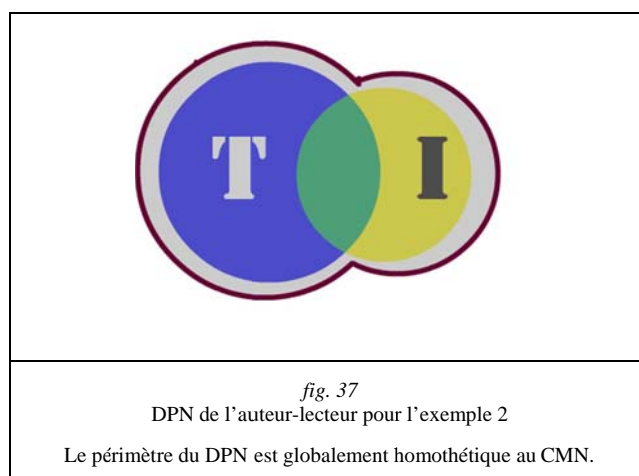 T I
fig. 37
DPN de l’auteur-lecteur pour l’exemple 2
Le périmètre du DPN est globalement homothétique au CMN.